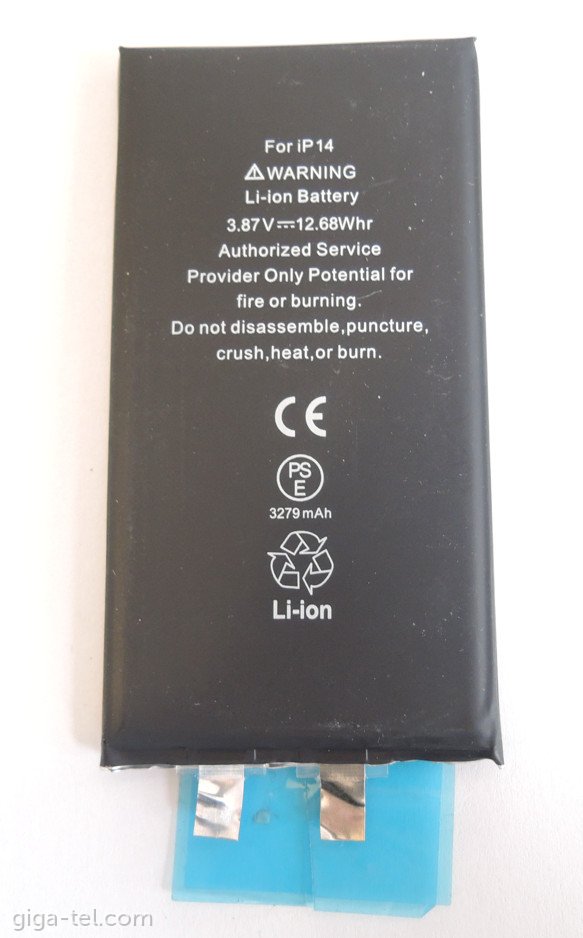 For iP14
⚠WARNING
Li-ion Battery
3.87V⎓12.68Whr
Authorized Service
Provider Only Potential for
fire or burning.
Do not disassemble,puncture,
crush,heat,or burn.
CE
PS
E
3279mAh
Li-ion
giga-tel.com